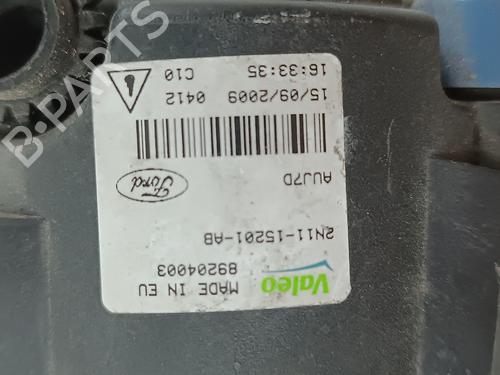 Valeo
MADE IN EU
89204003
2N11-15201-AB
Ford
AUJ7D
15/09/2009 0412
16:33:35 C10
B-PARTS